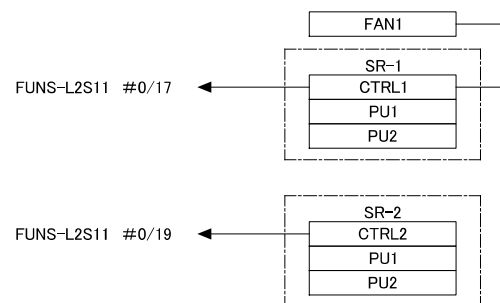 FAN1
SR-1
FUNS-L2S11 #0/17
CTRL1
PU1
PU2
SR-2
FUNS-L2S11 #0/19
CTRL2
PU1
PU2